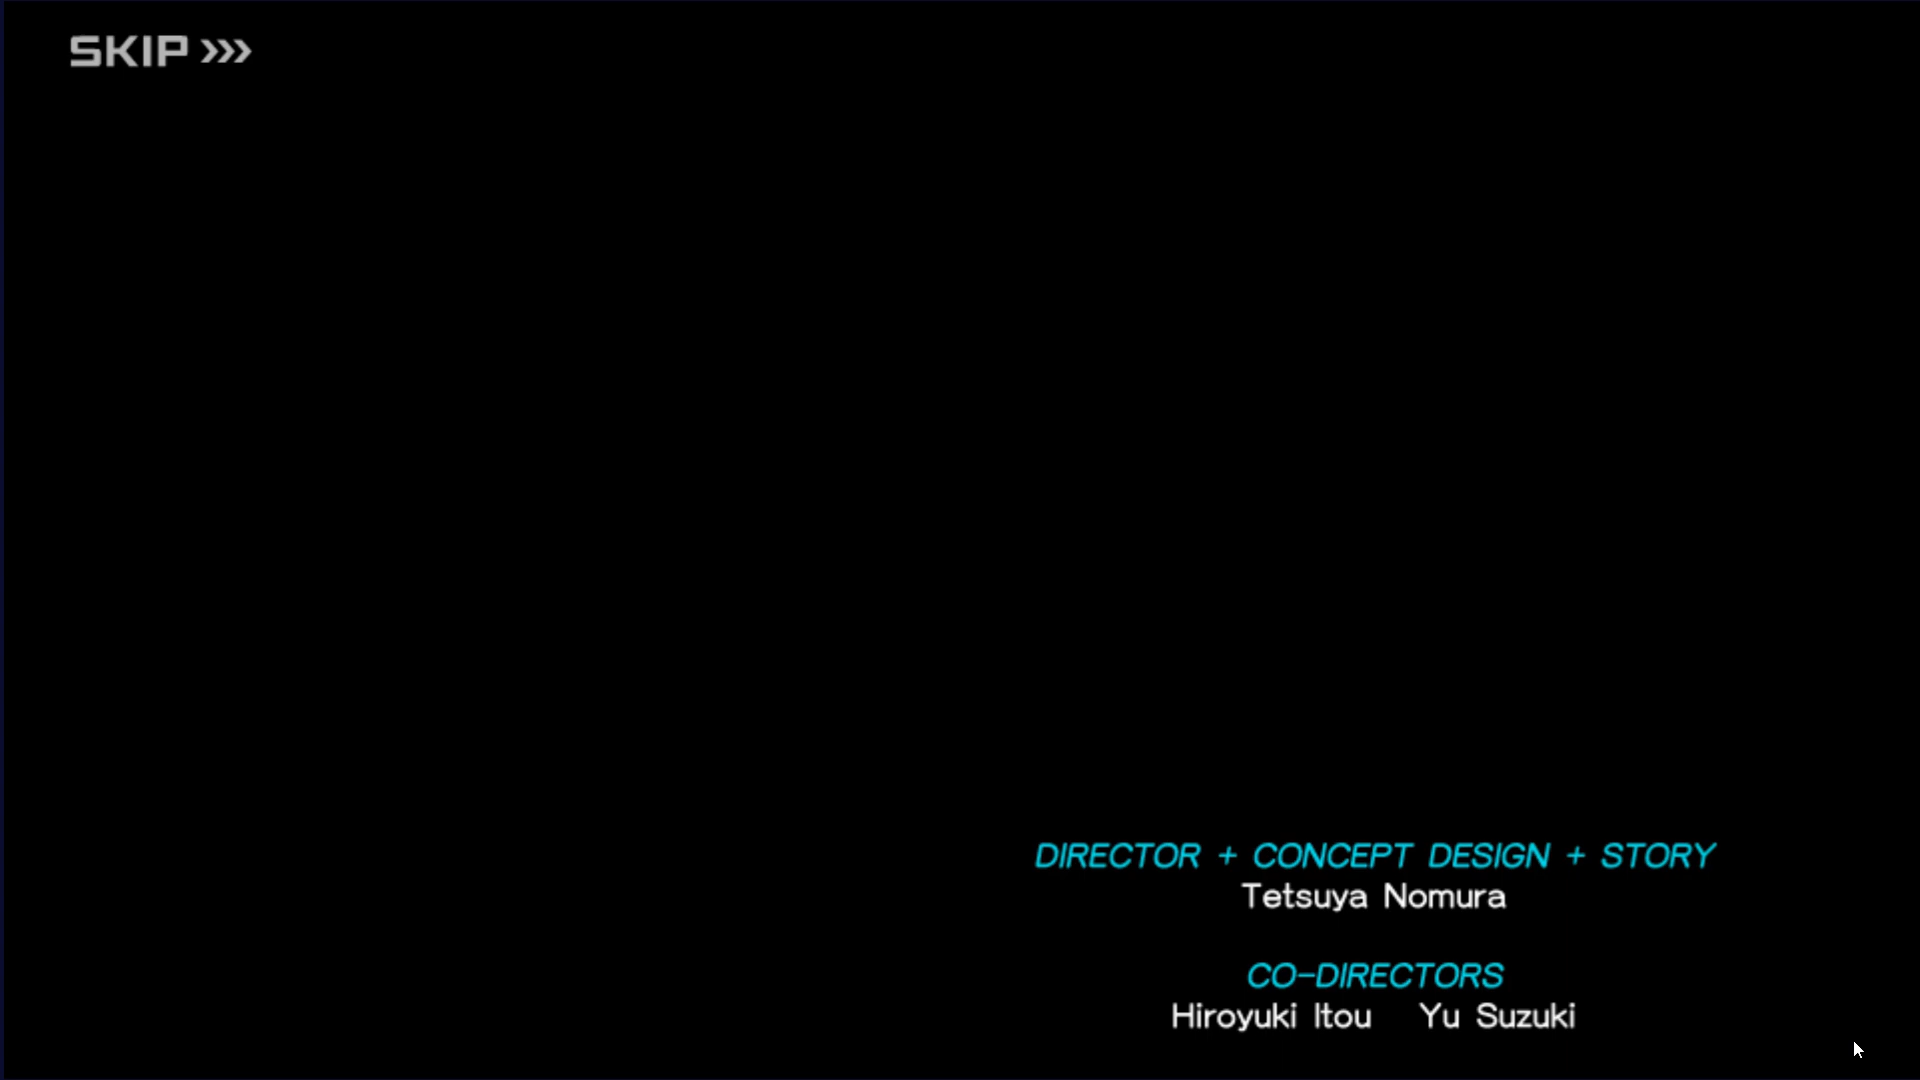 SKIP »›
DIRECTOR + CONCEPT DESIGN + STORY
Tetsuya Nomura
CO-DIRECTORS
Hiroyuki Itou Yu Suzuki